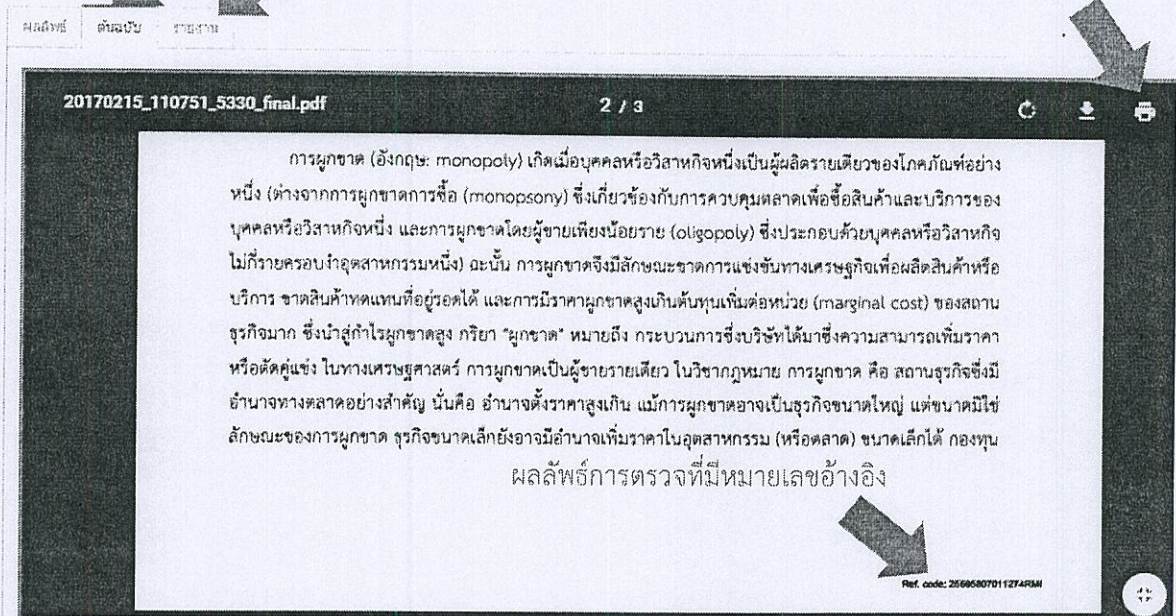 ผลลัพธ์ ต้นฉบับ รายงาน
20170215_110751_5330_final.pdf 2 / 3
การผูกขาด (อังกฤษ: monopoly) เกิดเมื่อบุคคลหรือวิสาหกิจหนึ่งเป็นผู้ผลิตรายเดียวของโภคภัณฑ์อย่าง
หนึ่ง (ต่างจากการผูกขาดการซื้อ (monopsony) ซึ่งเกี่ยวข้องกับการควบคุมตลาดเพื่อซื้อสินค้าและบริการของ
บุคคลหรือวิสาหกิจหนึ่ง และการผูกขาดโดยผู้ขายเพียงน้อยราย (oligopoly) ซึ่งประกอบด้วยบุคคลหรือวิสาหกิจ
ไม่กี่รายครอบงำอุตสาหกรรมหนึ่ง) ฉะนั้น การผูกขาดจึงมีลักษณะขาดการแข่งขันทางเศรษฐกิจเพื่อผลิตสินค้าหรือ
บริการ ขาดสินค้าทดแทนที่อยู่รอดได้ และการมีราคาผูกขาดสูงเกินต้นทุนเพิ่มต่อหน่วย (marginal cost) ของสถาน
ธุรกิจมาก ซึ่งนำสู่กำไรผูกขาดสูง กริยา "ผูกขาด" หมายถึง กระบวนการซึ่งบริษัทได้มาซึ่งความสามารถเพิ่มราคา
หรือตัดคู่แข่ง ในทางเศรษฐศาสตร์ การผูกขาดเป็นผู้ขายรายเดียว ในวิชากฎหมาย การผูกขาด คือ สถานธุรกิจซึ่งมี
อำนาจทางตลาดอย่างสำคัญ นั่นคือ อำนาจตั้งราคาสูงเกิน แม้การผูกขาดอาจเป็นธุรกิจขนาดใหญ่ แต่ขนาดมิใช่
ลักษณะของการผูกขาด ธุรกิจขนาดเล็กยังอาจมีอำนาจเพิ่มราคาในอุตสาหกรรม (หรือตลาด) ขนาดเล็กได้ กองทุน
ผลลัพธ์การตรวจที่มีหมายเลขอ้างอิง
Ref. code: